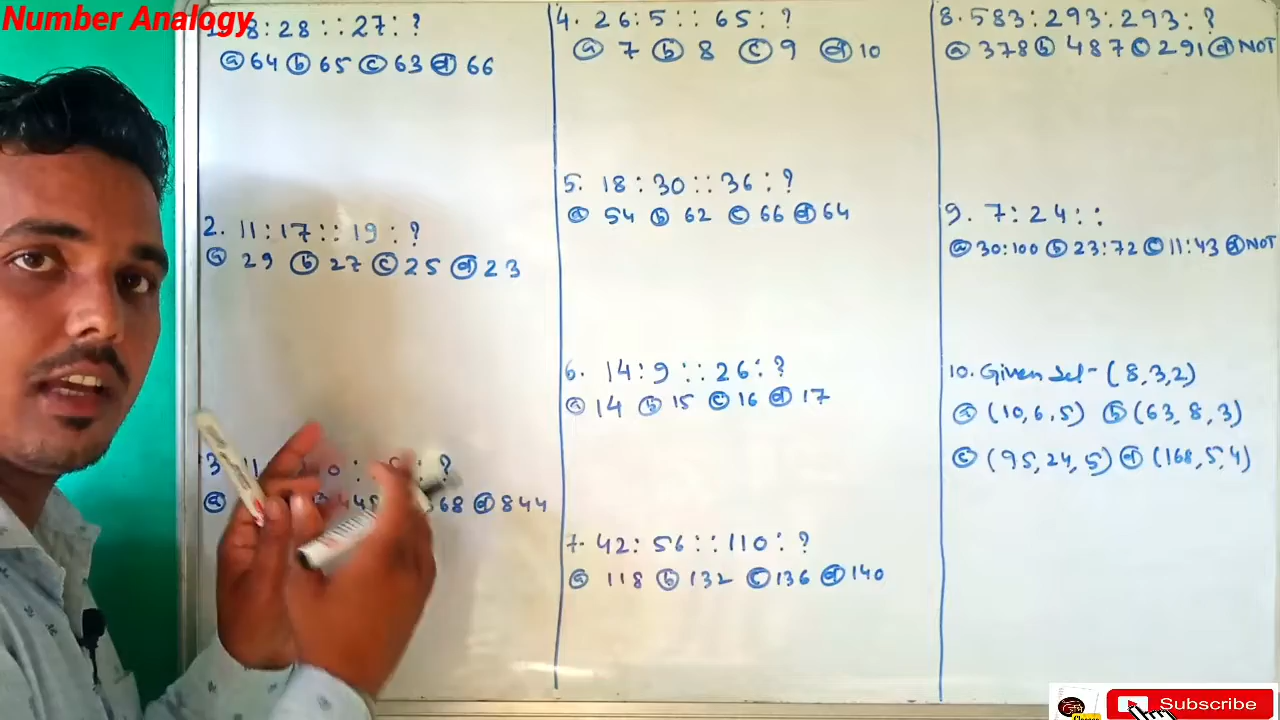 Number Analogy
8:28::27:?
ⓐ 64 ⓑ 65 ⓒ 63 ⓓ 66
2. 11:17::19:?
ⓐ 29 ⓑ 27 ⓒ 25 ⓓ 23
3 ?
ⓐ 68 ⓓ 844
4. 26:5::65:?
ⓐ 7 ⓑ 8 ⓒ 9 ⓓ 10
5. 18:30::36:?
ⓐ 54 ⓑ 62 ⓒ 66 ⓓ 64
6. 14:9::26:?
ⓐ 14 ⓑ 15 ⓒ 16 ⓓ 17
7. 42:56::110:?
ⓐ 118 ⓑ 132 ⓒ 136 ⓓ 140
8. 583:293:293:?
ⓐ 378 ⓑ 487 ⓒ 291 ⓓ NOT
9. 7:24::
ⓐ 30:100 ⓑ 23:72 ⓒ 11:43 ⓓ NOT
10. Given Set - (8,3,2)
ⓐ (10,6,5) ⓑ (63,8,3)
ⓒ (95,24,5) ⓓ (168,5,4)
Subscribe